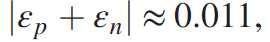 |εₚ + εₙ| ≈ 0.011,